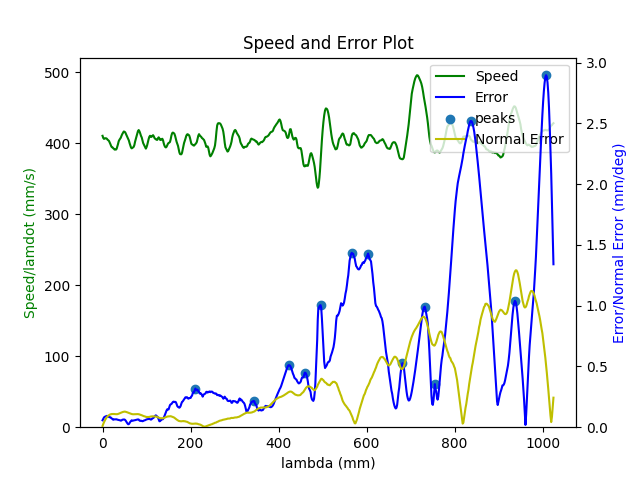 Speed and Error Plot
Speed
Error
peaks
Normal Error
Speed/lamdot (mm/s)
0
100
200
300
400
500
Error/Normal Error (mm/deg)
0.0
0.5
1.0
1.5
2.0
2.5
3.0
0
200
400
600
800
1000
lambda (mm)